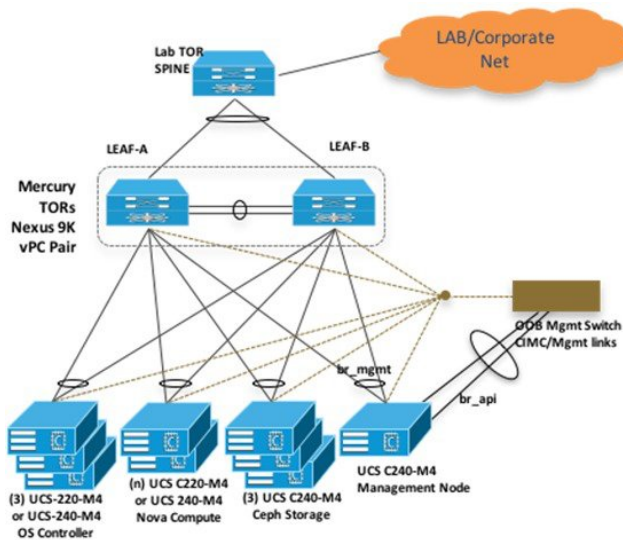 Lab TOR
SPINE
LAB/Corporate
Net
LEAF-A
LEAF-B
Mercury
TORs
Nexus 9K
vPC Pair
OOB Mgmt Switch
CIMC/Mgmt links
br_mgmt
br_api
(3) UCS-220-M4
or UCS-240-M4
OS Controller
(n) UCS C220-M4
or UCS 240-M4
Nova Compute
(3) UCS C240-M4
Ceph Storage
UCS C240-M4
Management Node